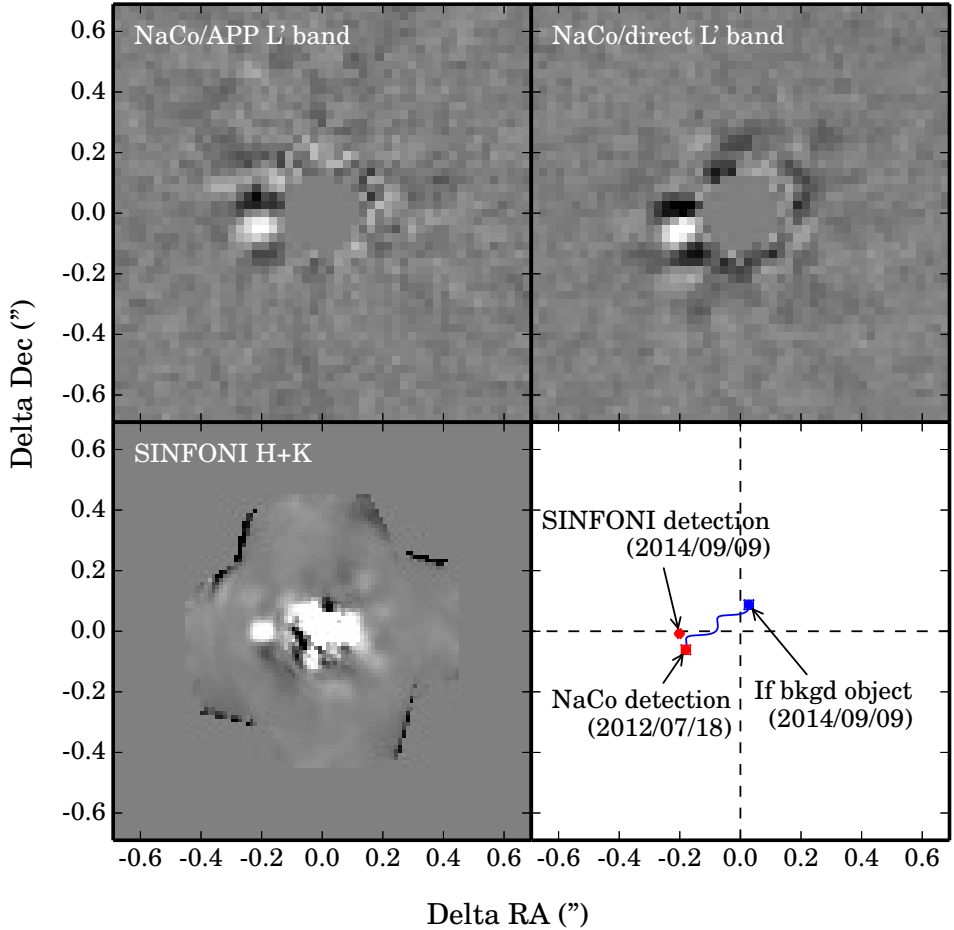 NaCo/APP L' band
NaCo/direct L' band
0.6
0.4
0.2
0.0
-0.2
-0.4
-0.6
SINFONI H+K
0.6
0.4
0.2
0.0
-0.2
-0.4
-0.6
SINFONI detection
(2014/09/09)
NaCo detection
(2012/07/18)
If bkgd object
(2014/09/09)
-0.6 -0.4 -0.2 0.0 0.2 0.4 0.6
-0.6 -0.4 -0.2 0.0 0.2 0.4 0.6
Delta Dec (”)
Delta RA (”)